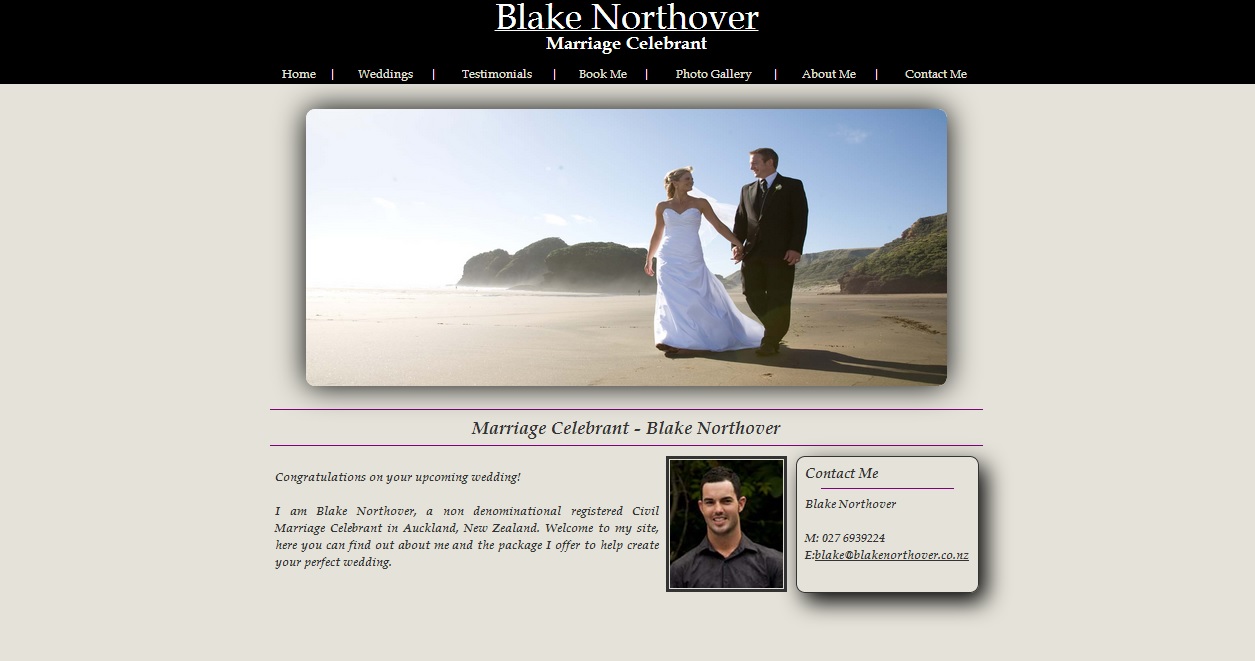 Blake Northover
Marriage Celebrant
Home | Weddings | Testimonials | Book Me | Photo Gallery | About Me | Contact Me
Marriage Celebrant - Blake Northover
Congratulations on your upcoming wedding!
I am Blake Northover, a non denominational registered Civil
Marriage Celebrant in Auckland, New Zealand. Welcome to my site,
here you can find out about me and the package I offer to help create
your perfect wedding.
Contact Me
Blake Northover
M: 027 6939224
E:blake@blakenorthover.co.nz